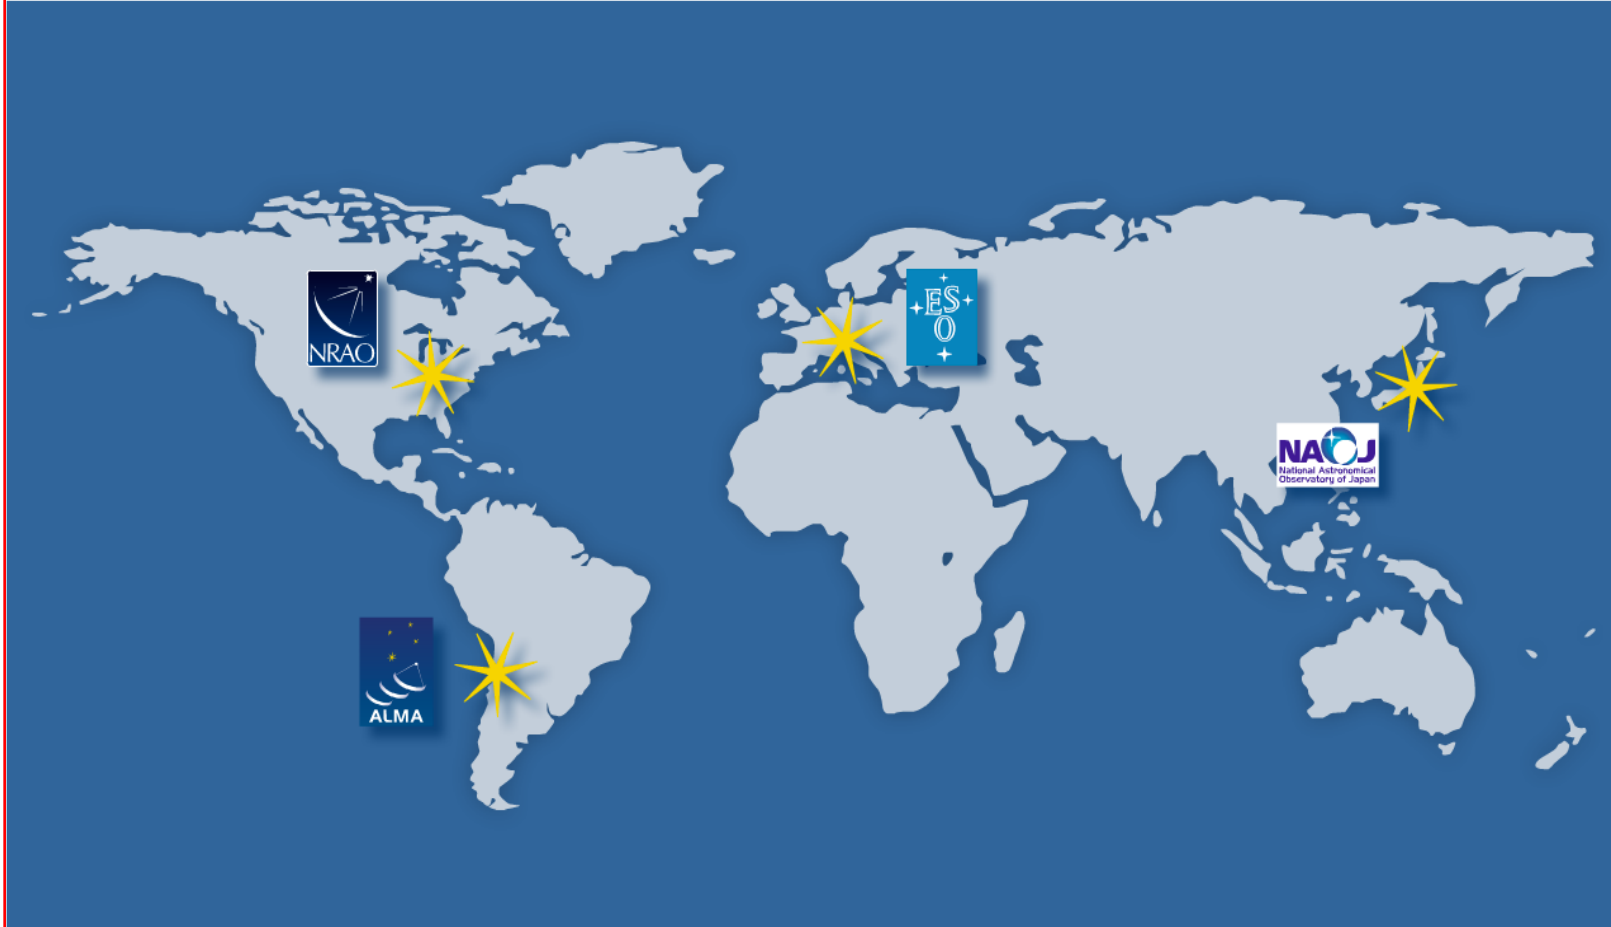 NRAO
ES
O
NAOJ
National Astronomical
Observatory of Japan
ALMA